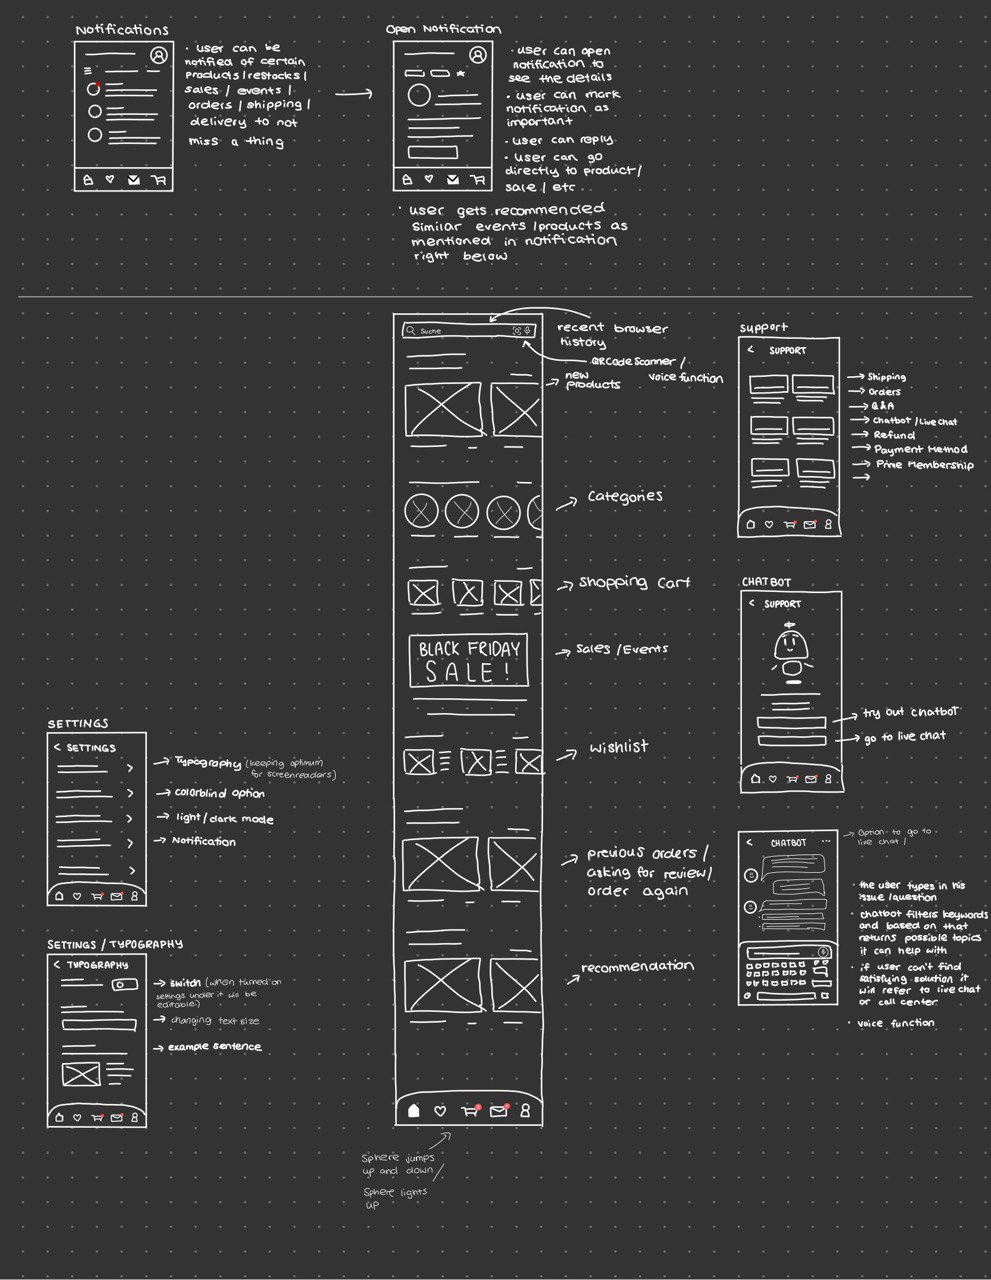 Notifications
• user can be
notified of certain
products/restocks/
sales / events /
orders / shipping /
delivery to not
miss a thing
Open Notification
• user can open
notification to
see the details
• user can mark
notification as
important
• user can reply
• user can go
directly to product/
sale / etc.
• user gets recommended
similar events /products as
mentioned in notification
right below
Suche
recent browser
history
QR Code Scanner /
voice function
new
products
Categories
Shopping Cart
BLACK FRIDAY
SALE!
Sales /Events
Wishlist
previous orders /
asking for review/
order again
recommendation
Sphere jumps
up and down/
Sphere lights
up
Support
< SUPPORT
Shipping
Orders
Q&A
Chatbot /Live Chat
Refund
Payment Method
Prime Membership
CHATBOT
< SUPPORT
try out chatbot
go to live chat
< CHATBOT ...
Option to go to
live chat!
• the user types in his
issue /question
• chatbot filters keywords
and based on that
returns possible topics
it can help with
• if user can't find
satisfying solution it
will refer to live chat
or call center
• voice function
SETTINGS
< SETTINGS
Typography (keeping optimum
for screenreaders)
colorblind option
light/dark mode
Notification
SETTINGS / TYPOGRAPHY
< TYPOGRAPHY
switch (when turned on
settings under it will be
editable)
changing text size
example sentence